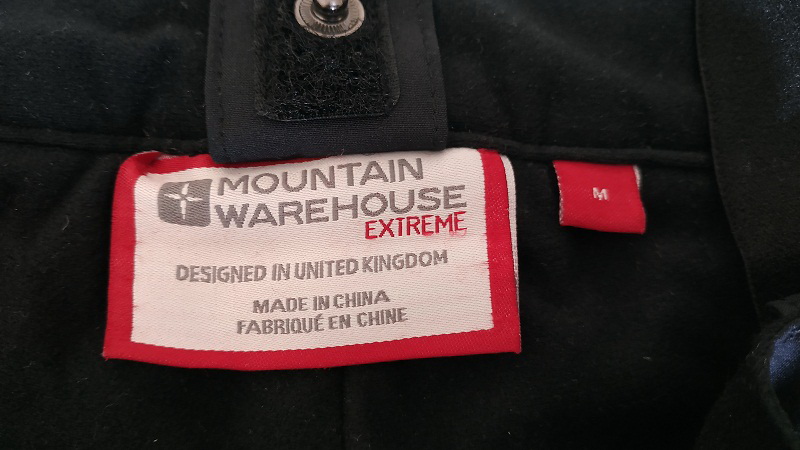 MOUNTAIN
WAREHOUSE
EXTREME
DESIGNED IN UNITED KINGDOM
MADE IN CHINA
FABRIQUÉ EN CHINE
M